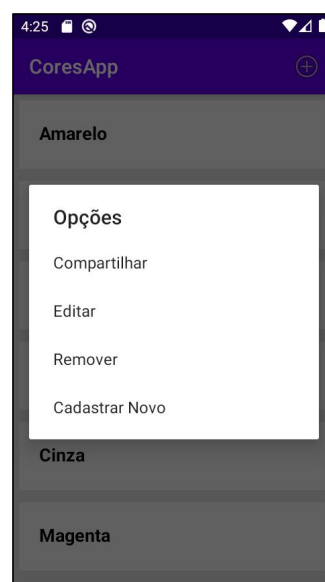 4:25
CoresApp
Amarelo
Opções
Compartilhar
Editar
Remover
Cadastrar Novo
Cinza
Magenta